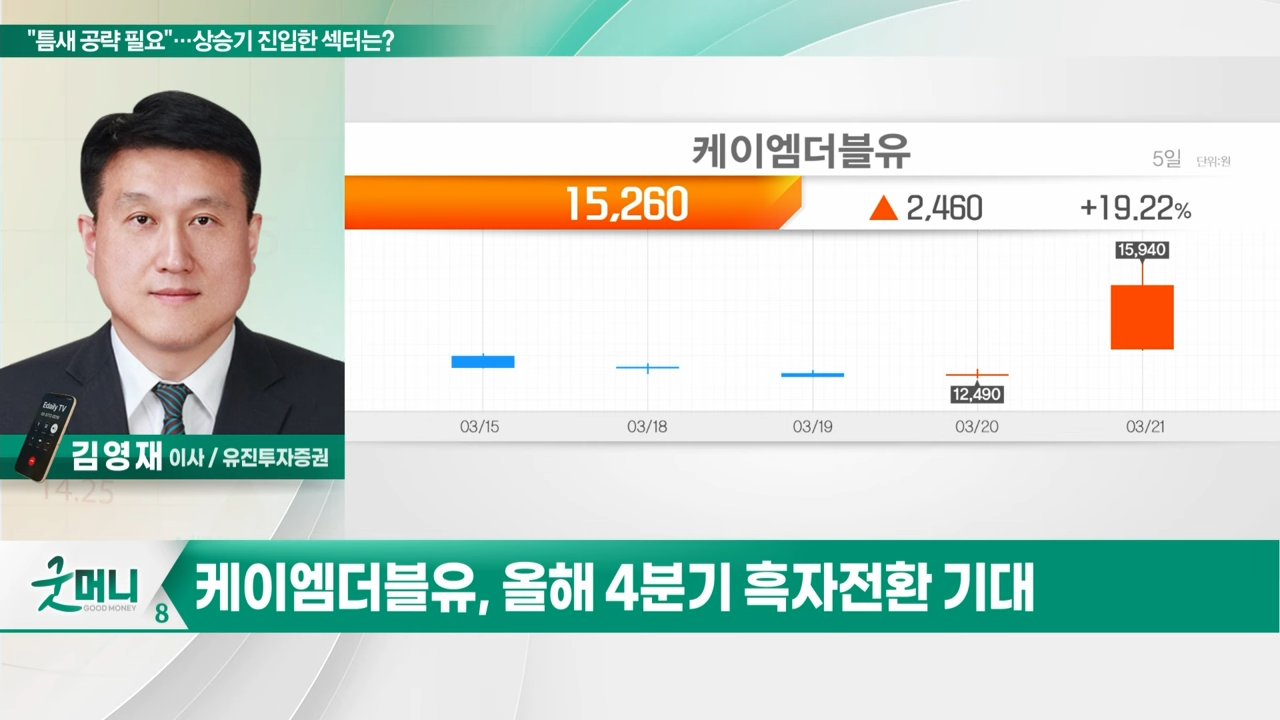 "틈새 공략 필요"…상승기 진입한 섹터는?
케이엠더블유
5일 단위:원
15,260 ▲ 2,460 +19.22%
15,940
12,490
03/15 03/18 03/19 03/20 03/21
Edaily TV
김영재 이사 / 유진투자증권
14.25
굿머니
GOOD MONEY
8
케이엠더블유, 올해 4분기 흑자전환 기대